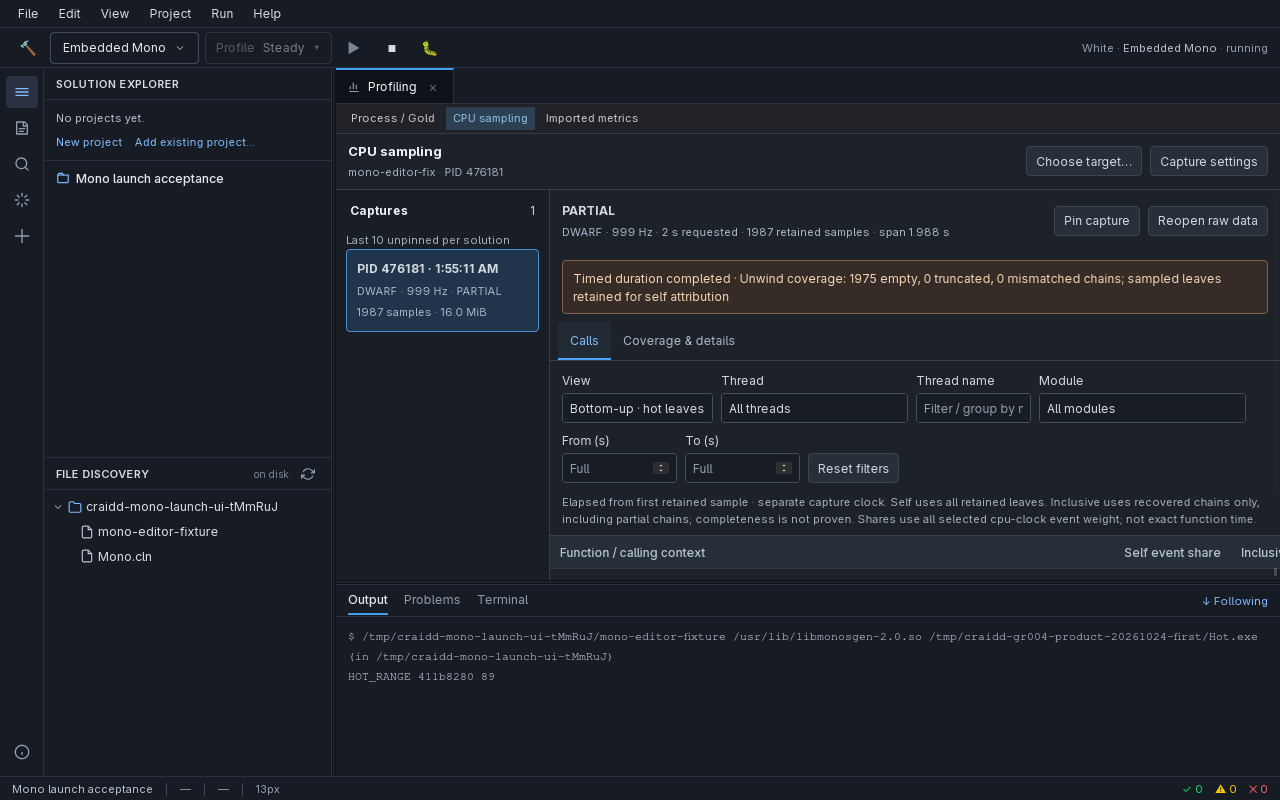 File Edit View Project Run Help
Embedded Mono Profile Steady White · Embedded Mono · running
SOLUTION EXPLORER
No projects yet.
New project Add existing project...
Mono launch acceptance
FILE DISCOVERY on disk
craidd-mono-launch-ui-tMmRuJ
mono-editor-fixture
Mono.cln
Profiling ×
Process / Gold CPU sampling Imported metrics
CPU sampling
mono-editor-fix · PID 476181
Choose target... Capture settings
Captures 1
Last 10 unpinned per solution
PID 476181 · 1:55:11 AM
DWARF · 999 Hz · PARTIAL
1987 samples · 16.0 MiB
PARTIAL
DWARF · 999 Hz · 2 s requested · 1987 retained samples · span 1.988 s
Pin capture Reopen raw data
Timed duration completed · Unwind coverage: 1975 empty, 0 truncated, 0 mismatched chains; sampled leaves
retained for self attribution
Calls Coverage & details
View Thread Thread name Module
Bottom-up · hot leaves All threads Filter / group by r All modules
From (s) To (s)
Full Full Reset filters
Elapsed from first retained sample · separate capture clock. Self uses all retained leaves. Inclusive uses recovered chains only,
including partial chains; completeness is not proven. Shares use all selected cpu-clock event weight; not exact function time.
Function / calling context Self event share Inclusi
Output Problems Terminal ↓ Following
$ /tmp/craidd-mono-launch-ui-tMmRuJ/mono-editor-fixture /usr/lib/libmonosgen-2.0.so /tmp/craidd-gr004-product-20261024-first/Hot.exe
(in /tmp/craidd-mono-launch-ui-tMmRuJ)
HOT_RANGE 411b8280 89
Mono launch acceptance — — 13px 0 0 0